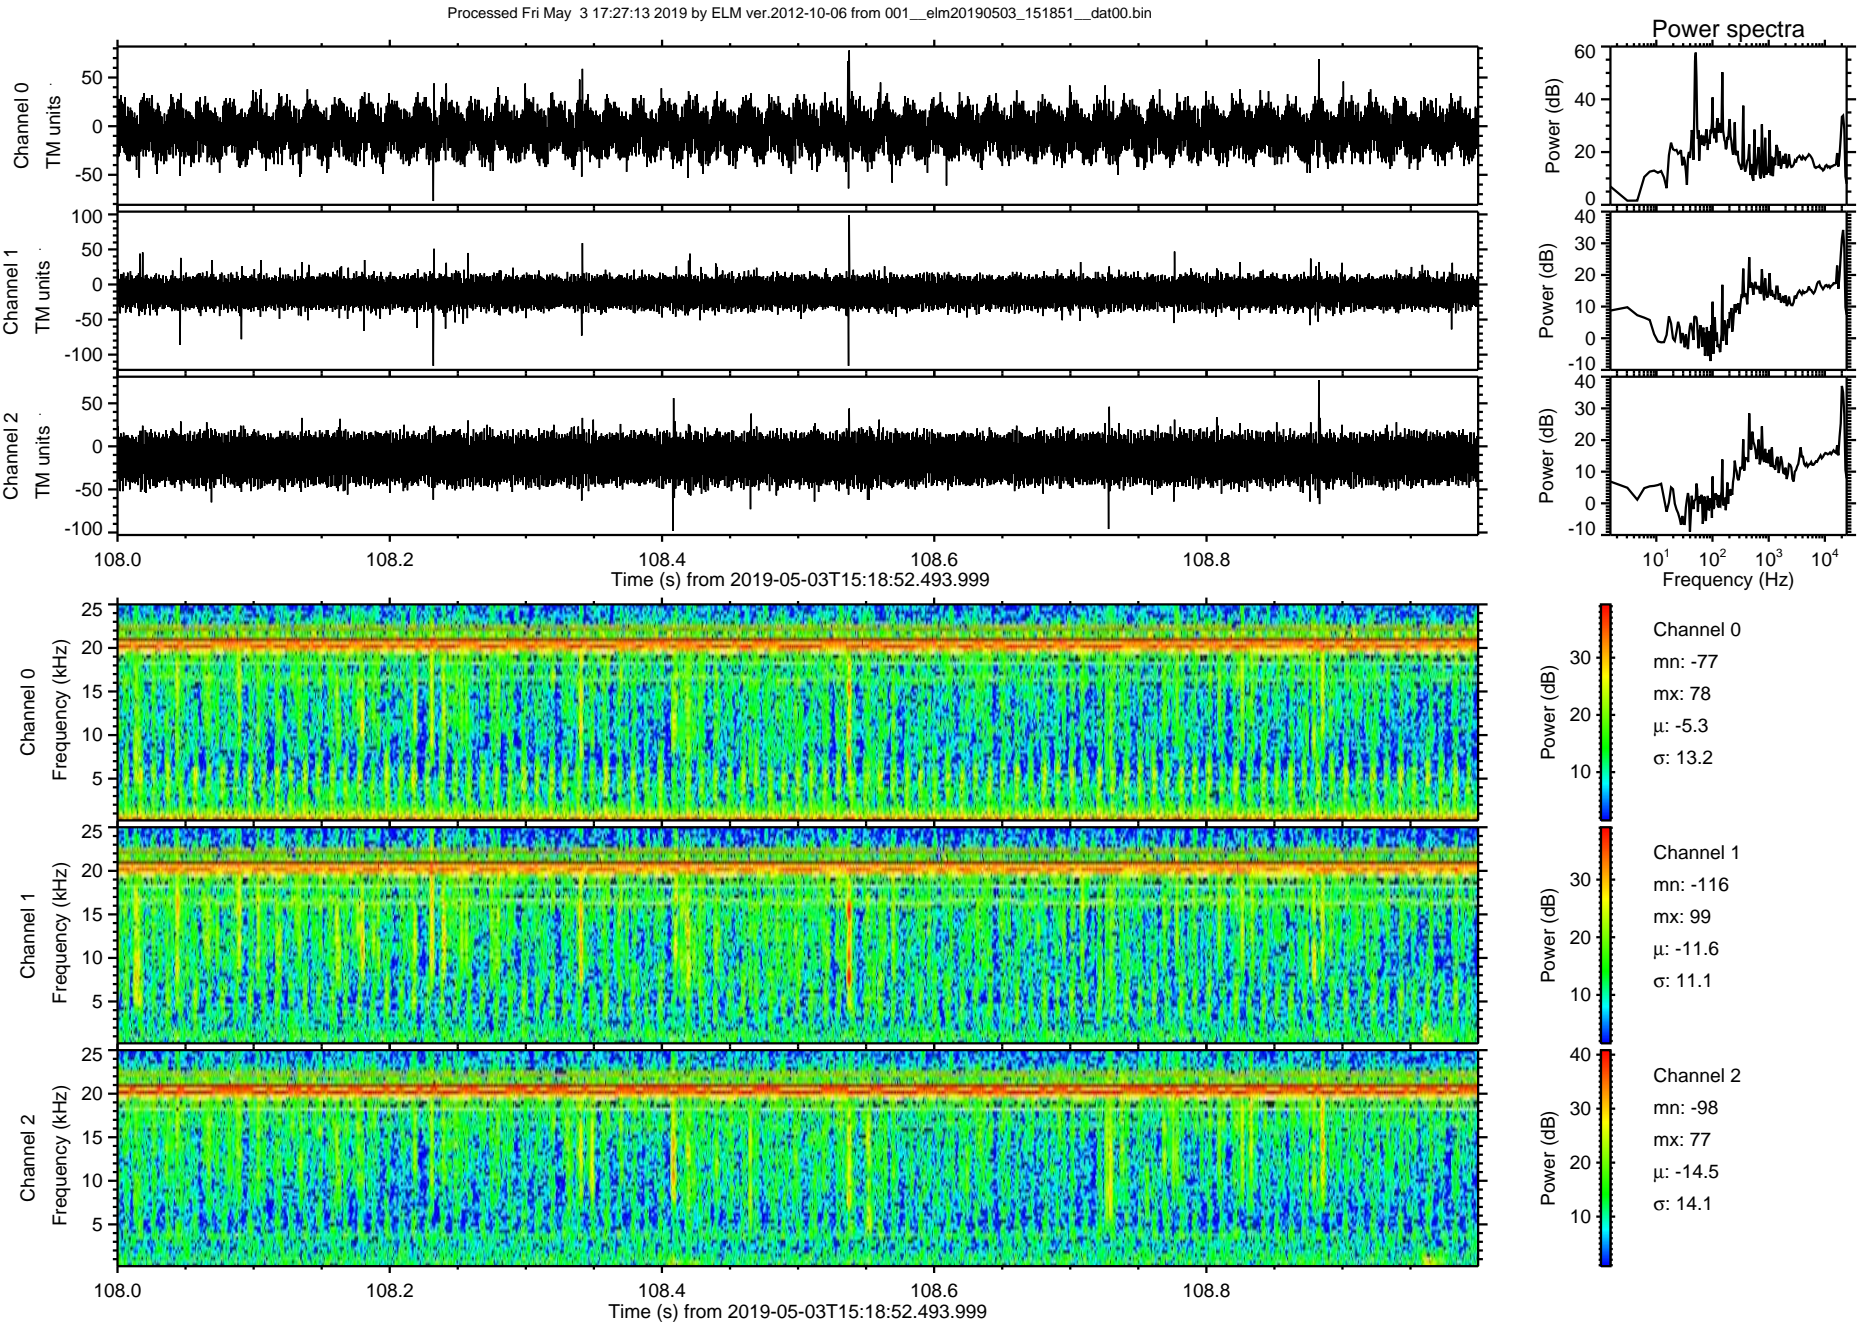 Processed Fri May  3 17:27:13 2019 by ELM ver.2012-10-06 from 001__elm20190503_151851__dat00.bin
Power spectra
Channel 0
TM units
50
0
-50
Power (dB)
60
40
20
0
Channel 1
TM units
100
50
0
-50
-100
Power (dB)
40
30
20
10
0
-10
Channel 2
TM units
50
0
-50
-100
Power (dB)
40
30
20
10
0
-10
108.0 108.2 108.4 108.6 108.8
Time (s) from 2019-05-03T15:18:52.493.999
10¹ 10² 10³ 10⁴
Frequency (Hz)
Channel 0
Frequency (kHz)
25
20
15
10
5
Power (dB)
30
20
10
Channel 0
mn: -77
mx: 78
μ: -5.3
σ: 13.2
Channel 1
Frequency (kHz)
25
20
15
10
5
Power (dB)
30
20
10
Channel 1
mn: -116
mx: 99
μ: -11.6
σ: 11.1
Channel 2
Frequency (kHz)
25
20
15
10
5
Power (dB)
40
30
20
10
Channel 2
mn: -98
mx: 77
μ: -14.5
σ: 14.1
108.0 108.2 108.4 108.6 108.8
Time (s) from 2019-05-03T15:18:52.493.999